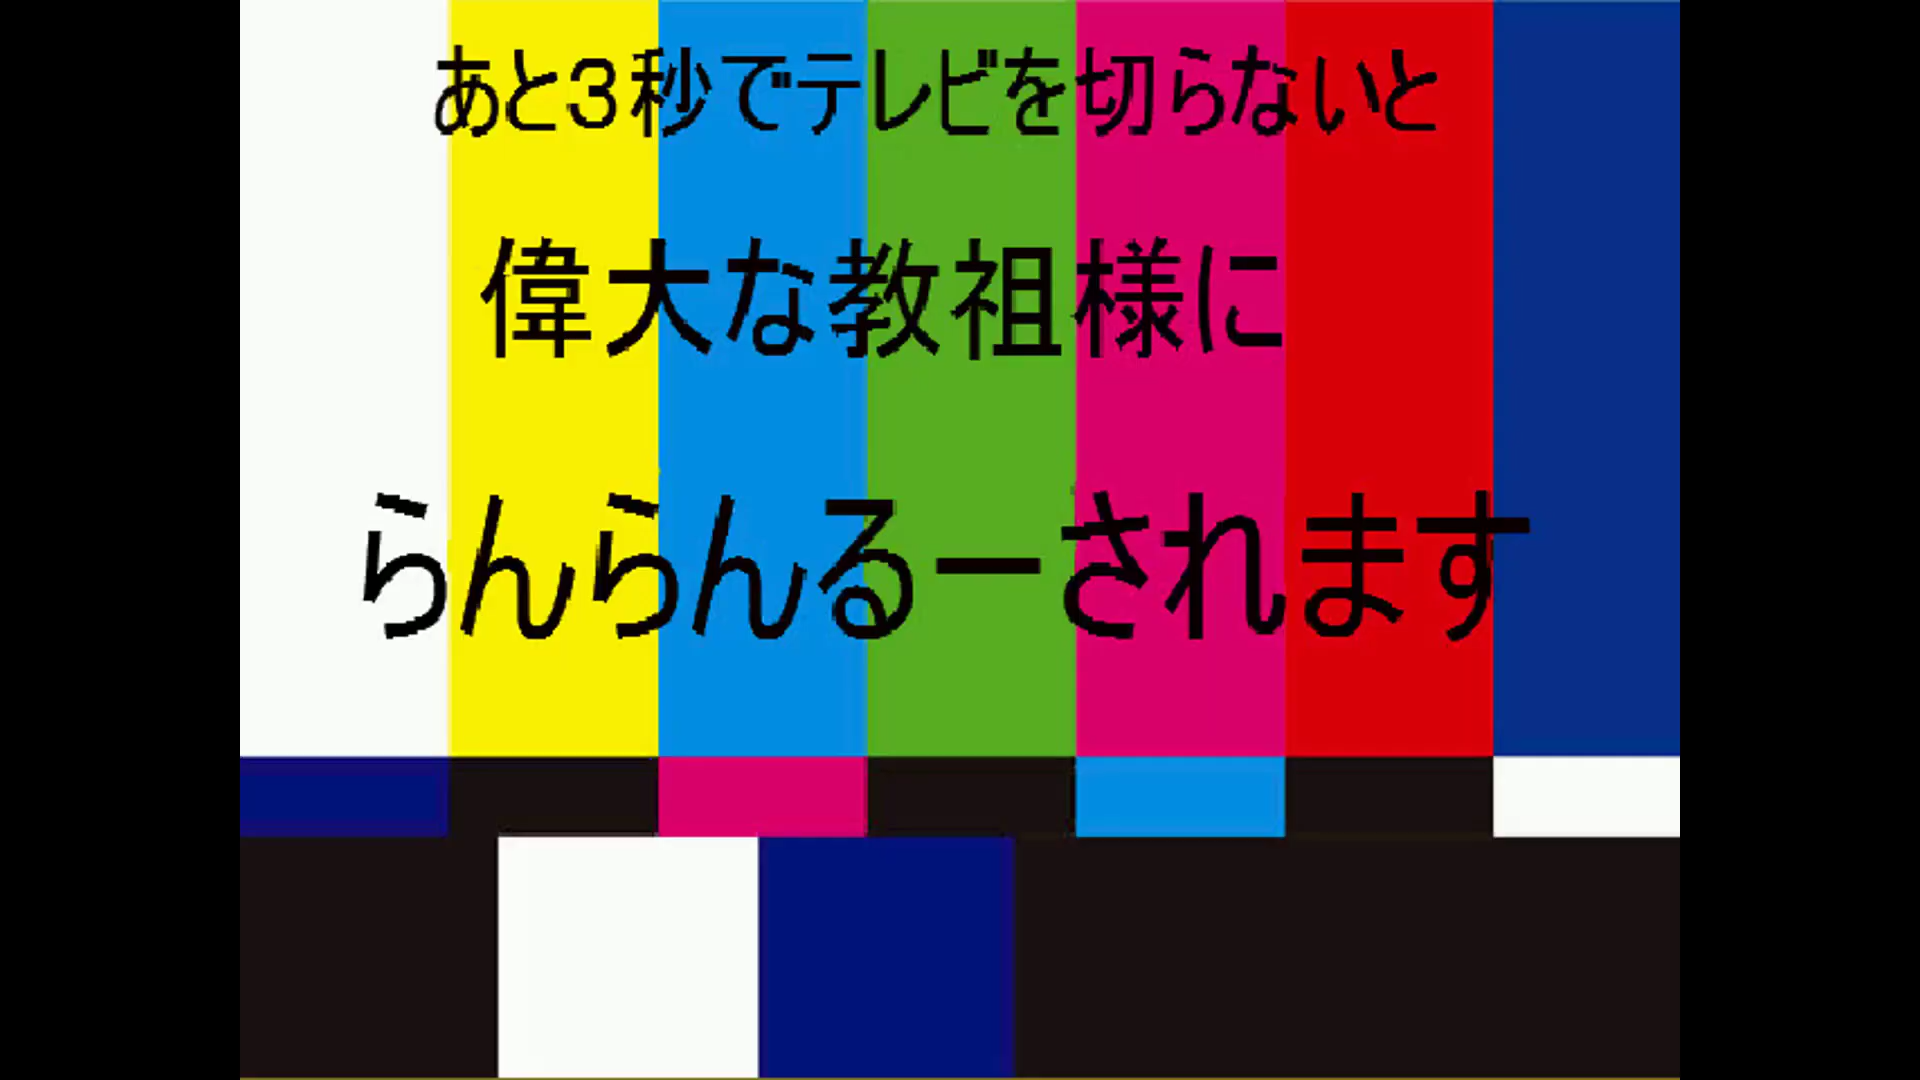 あと３秒でテレビを切らないと
偉大な教祖様に
らんらんるーされます